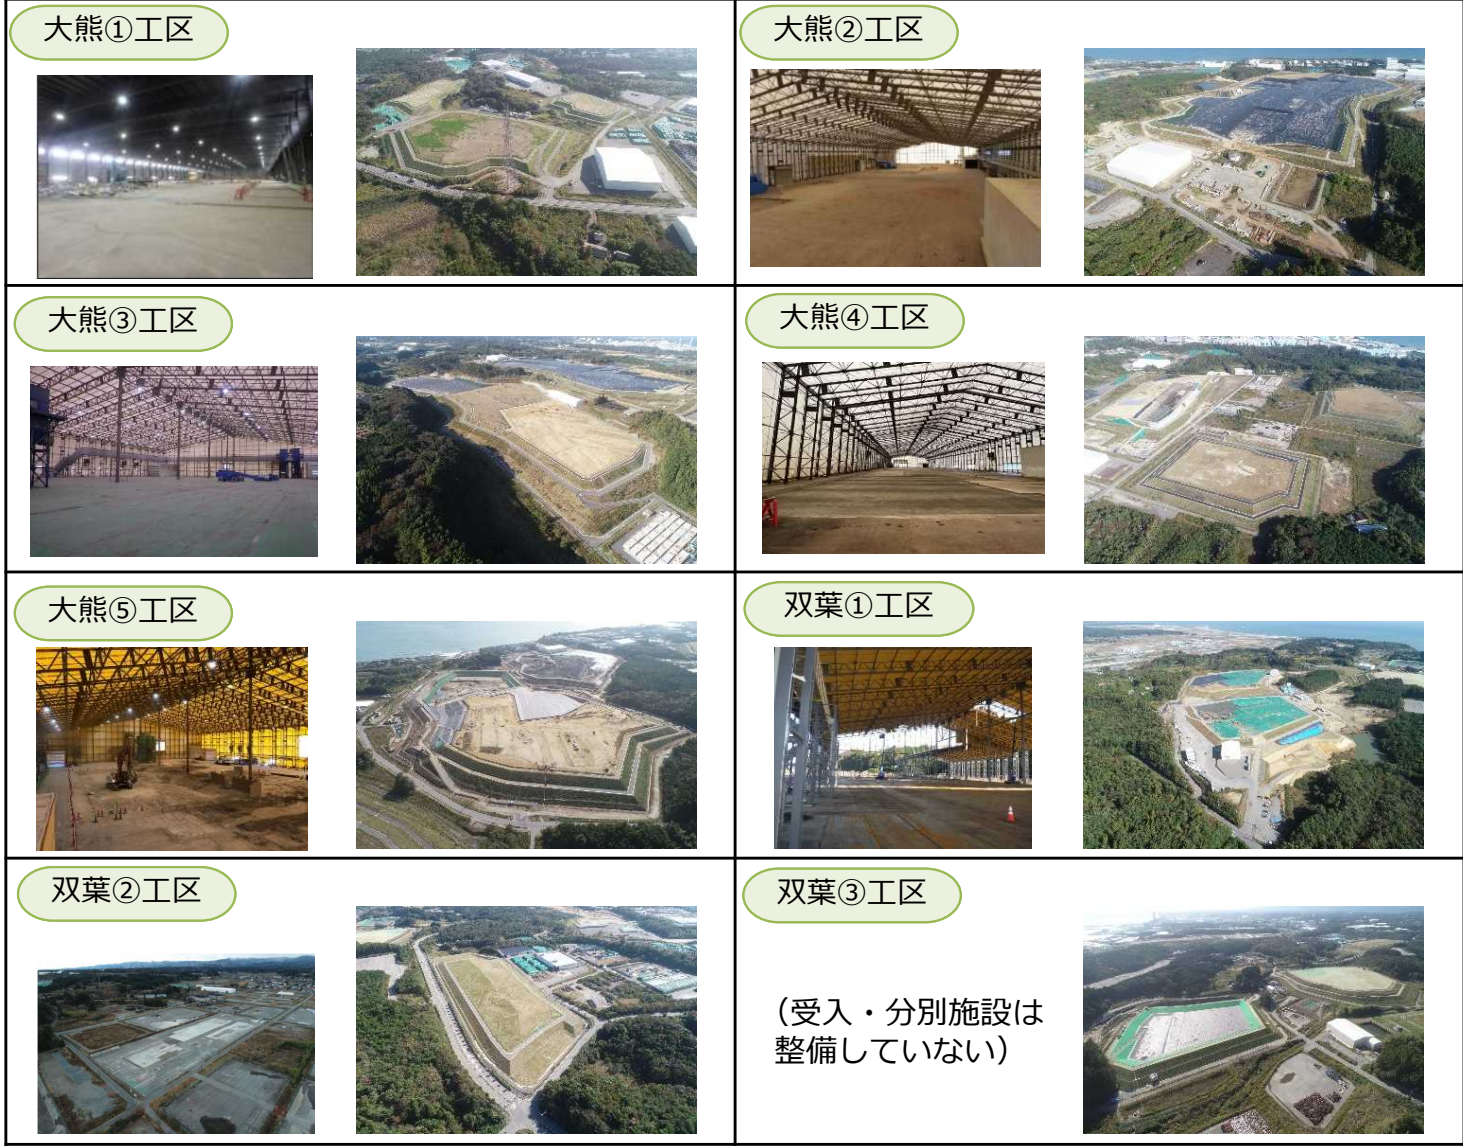 大熊①工区
大熊②工区
大熊③工区
大熊④工区
大熊⑤工区
双葉①工区
双葉②工区
双葉③工区
（受入・分別施設は
整備していない）